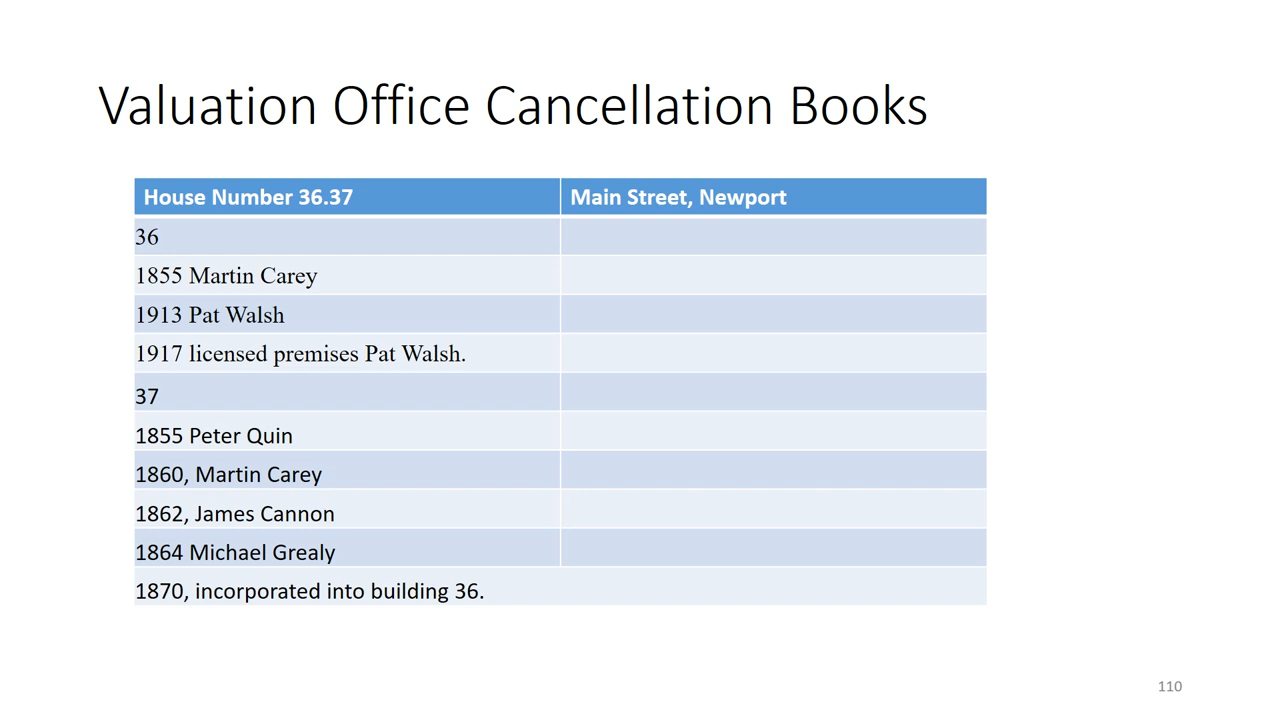 Valuation Office Cancellation Books
House Number 36.37 Main Street, Newport
36
1855 Martin Carey
1913 Pat Walsh
1917 licensed premises Pat Walsh.
37
1855 Peter Quin
1860, Martin Carey
1862, James Cannon
1864 Michael Grealy
1870, incorporated into building 36.
110